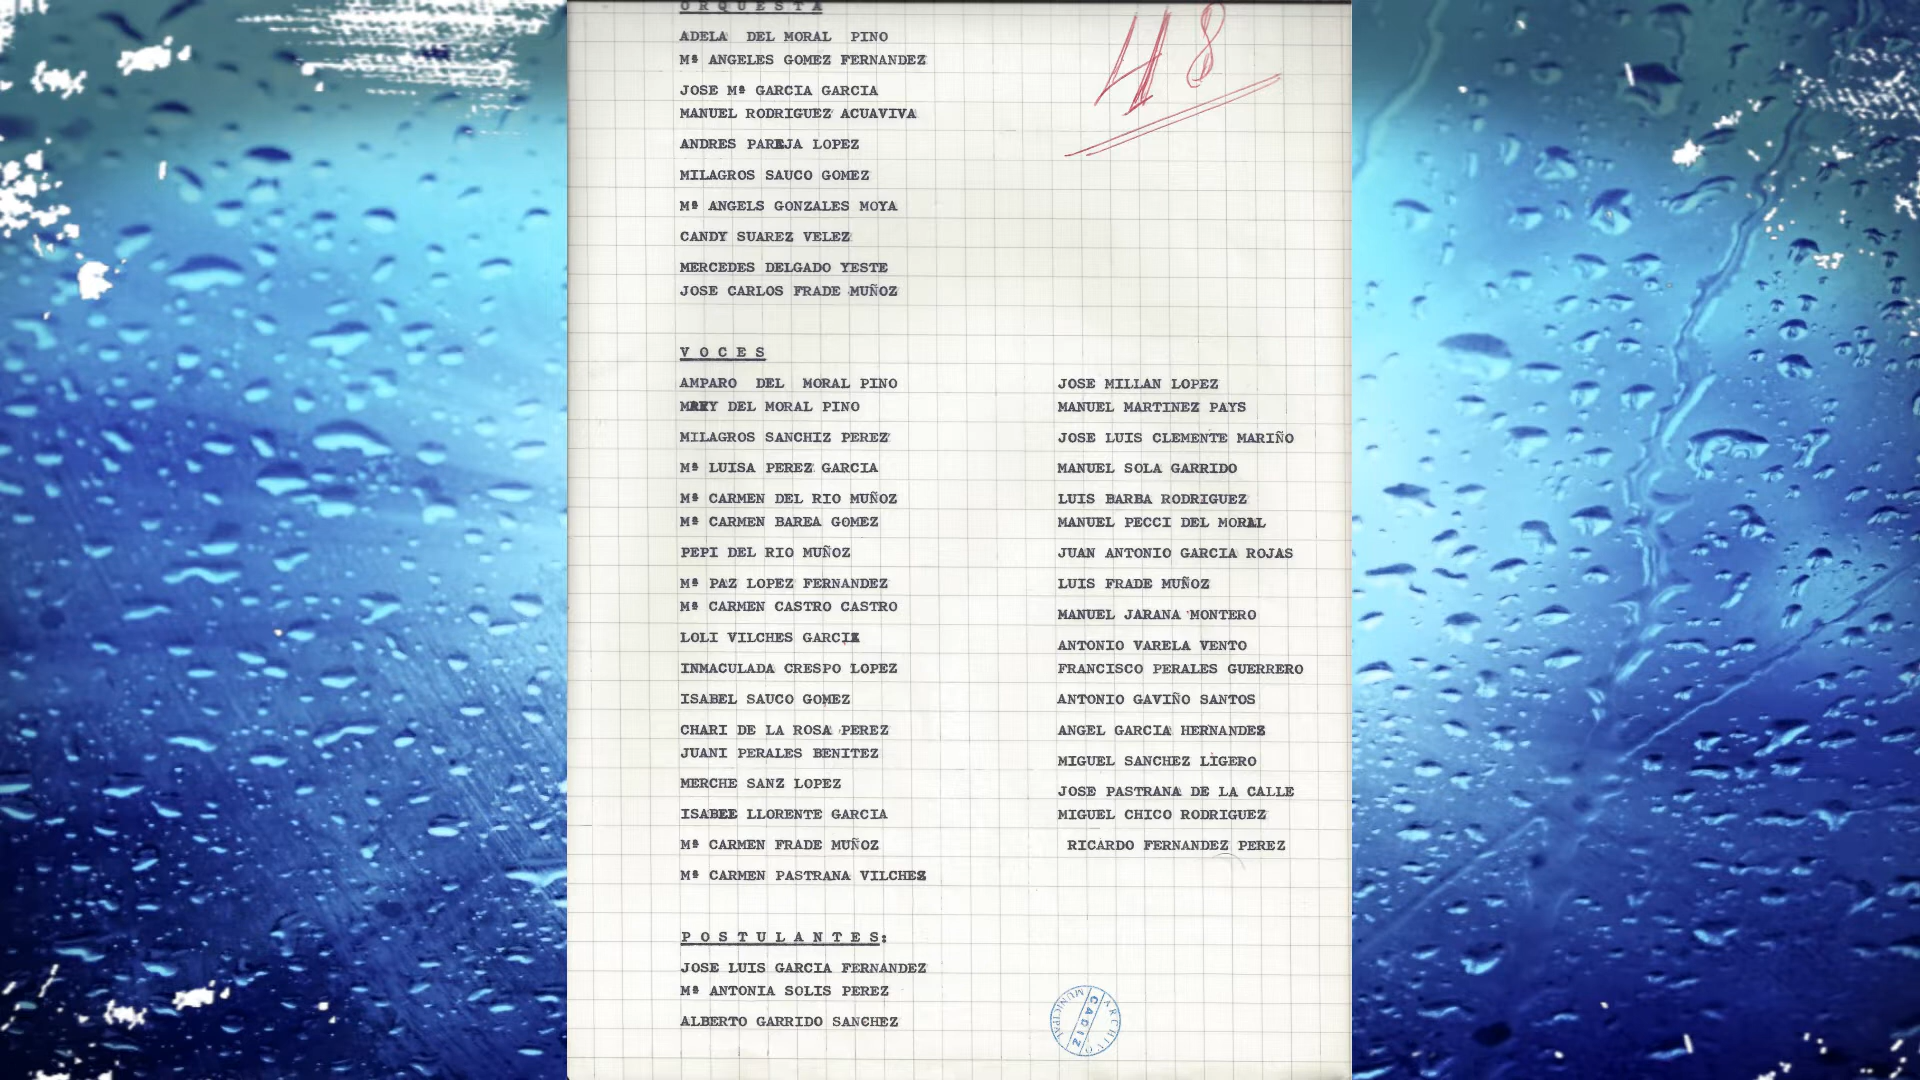 ORQUESTA
ADELA DEL MORAL PINO
Mª ANGELES GOMEZ FERNANDEZ
JOSE Mª GARCIA GARCIA
MANUEL RODRIGUEZ ACUAVIVA
ANDRES PAREJA LOPEZ
MILAGROS SAUCO GOMEZ
Mª ANGELS GONZALES MOYA
CANDY SUAREZ VELEZ
MERCEDES DELGADO YESTE
JOSE CARLOS FRADE MUÑOZ
48
VOCES
AMPARO DEL MORAL PINO
MARY DEL MORAL PINO
MILAGROS SANCHIZ PEREZ
Mª LUISA PEREZ GARCIA
Mª CARMEN DEL RIO MUÑOZ
Mª CARMEN BAREA GOMEZ
PEPI DEL RIO MUÑOZ
Mª PAZ LOPEZ FERNANDEZ
Mª CARMEN CASTRO CASTRO
LOLI VILCHES GARCIA
INMACULADA CRESPO LOPEZ
ISABEL SAUCO GOMEZ
CHARI DE LA ROSA PEREZ
JUANI PERALES BENITEZ
MERCHE SANZ LOPEZ
ISABEL LLORENTE GARCIA
Mª CARMEN FRADE MUÑOZ
Mª CARMEN PASTRANA VILCHES
JOSE MILLAN LOPEZ
MANUEL MARTINEZ PAYS
JOSE LUIS CLEMENTE MARIÑO
MANUEL SOLA GARRIDO
LUIS BARBA RODRIGUEZ
MANUEL PECCI DEL MORAL
JUAN ANTONIO GARCIA ROJAS
LUIS FRADE MUÑOZ
MANUEL JARANA MONTERO
ANTONIO VARELA VENTO
FRANCISCO PERALES GUERRERO
ANTONIO GAVIÑO SANTOS
ANGEL GARCIA HERNANDES
MIGUEL SANCHEZ LIGERO
JOSE PASTRANA DE LA CALLE
MIGUEL CHICO RODRIGUEZ
RICARDO FERNANDEZ PEREZ
POSTULANTES:
JOSE LUIS GARCIA FERNANDEZ
Mª ANTONIA SOLIS PEREZ
ALBERTO GARRIDO SANCHEZ
ARCHIVO
CADIZ
MUNICIPAL